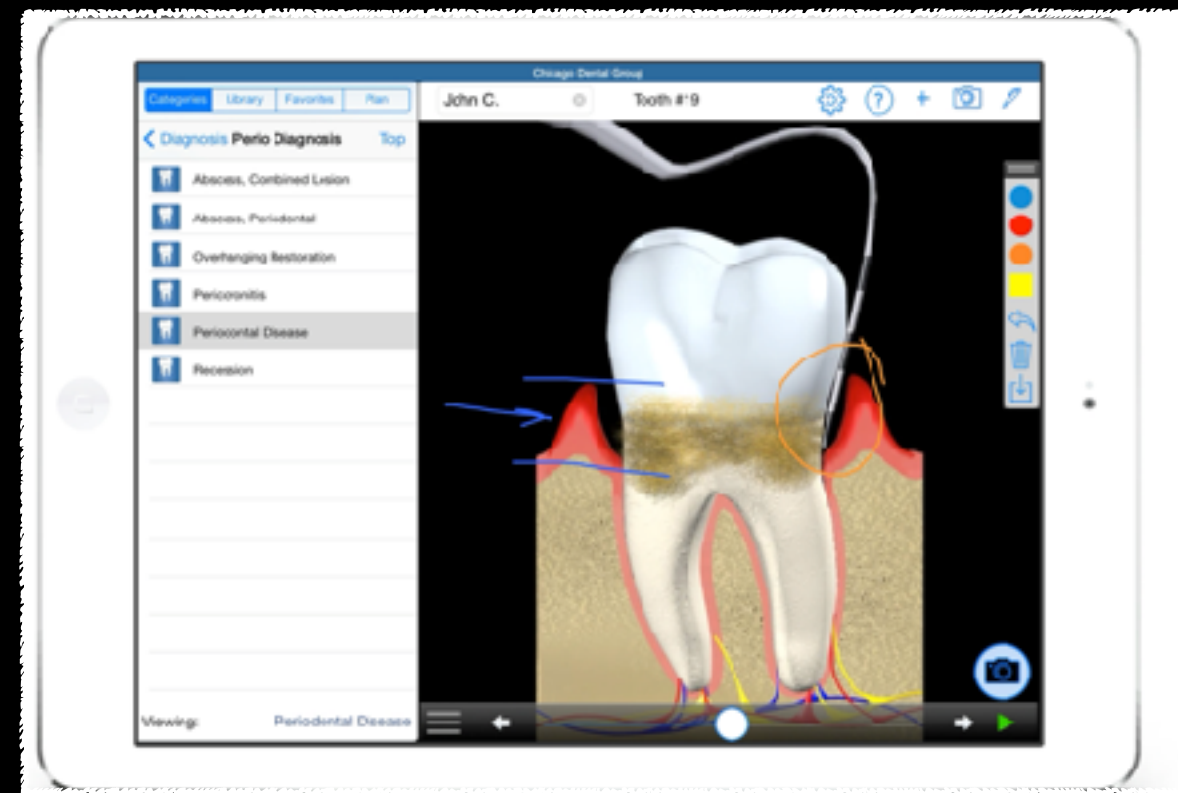 Chicago Dental Group
Categories Library Favorites Plan
John C.
Tooth #19
Diagnosis Perio Diagnosis Top
Abscess, Combined Lesion
Abscess, Periodontal
Overhanging Restoration
Pericoronitis
Periodontal Disease
Recession
Viewing: Periodontal Disease